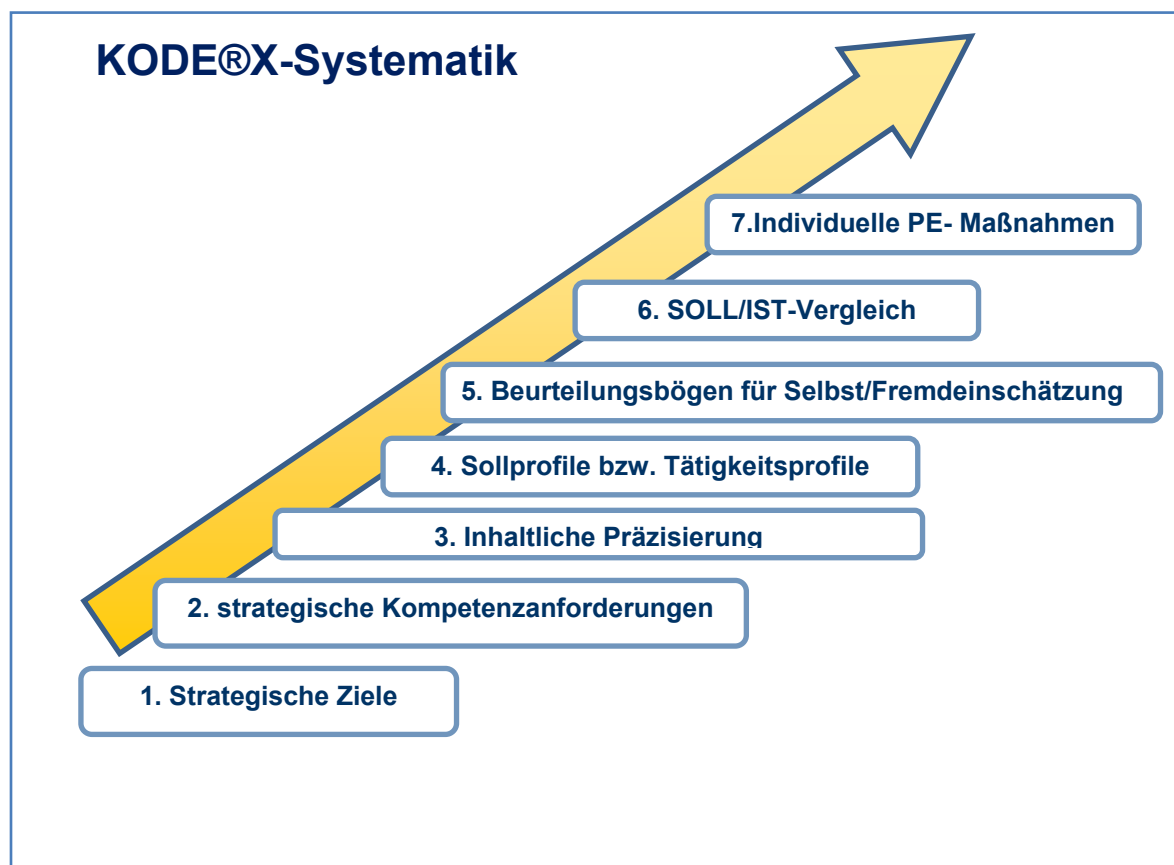 KODE®X-Systematik
7.Individuelle PE- Maßnahmen
6. SOLL/IST-Vergleich
5. Beurteilungsbögen für Selbst/Fremdeinschätzung
4. Sollprofile bzw. Tätigkeitsprofile
3. Inhaltliche Präzisierung
2. strategische Kompetenzanforderungen
1. Strategische Ziele